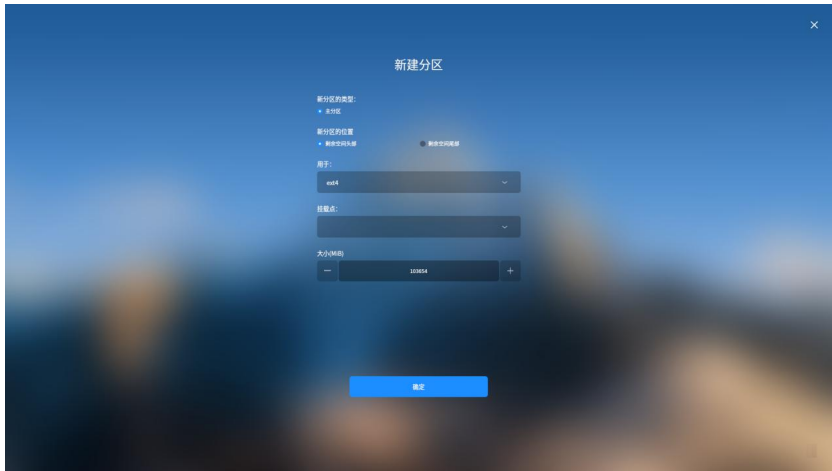 新建分区
新分区的类型：
主分区
新分区的位置
剩余空间头部 剩余空间尾部
用于：
ext4
挂载点：
大小(MiB)
103654
确定